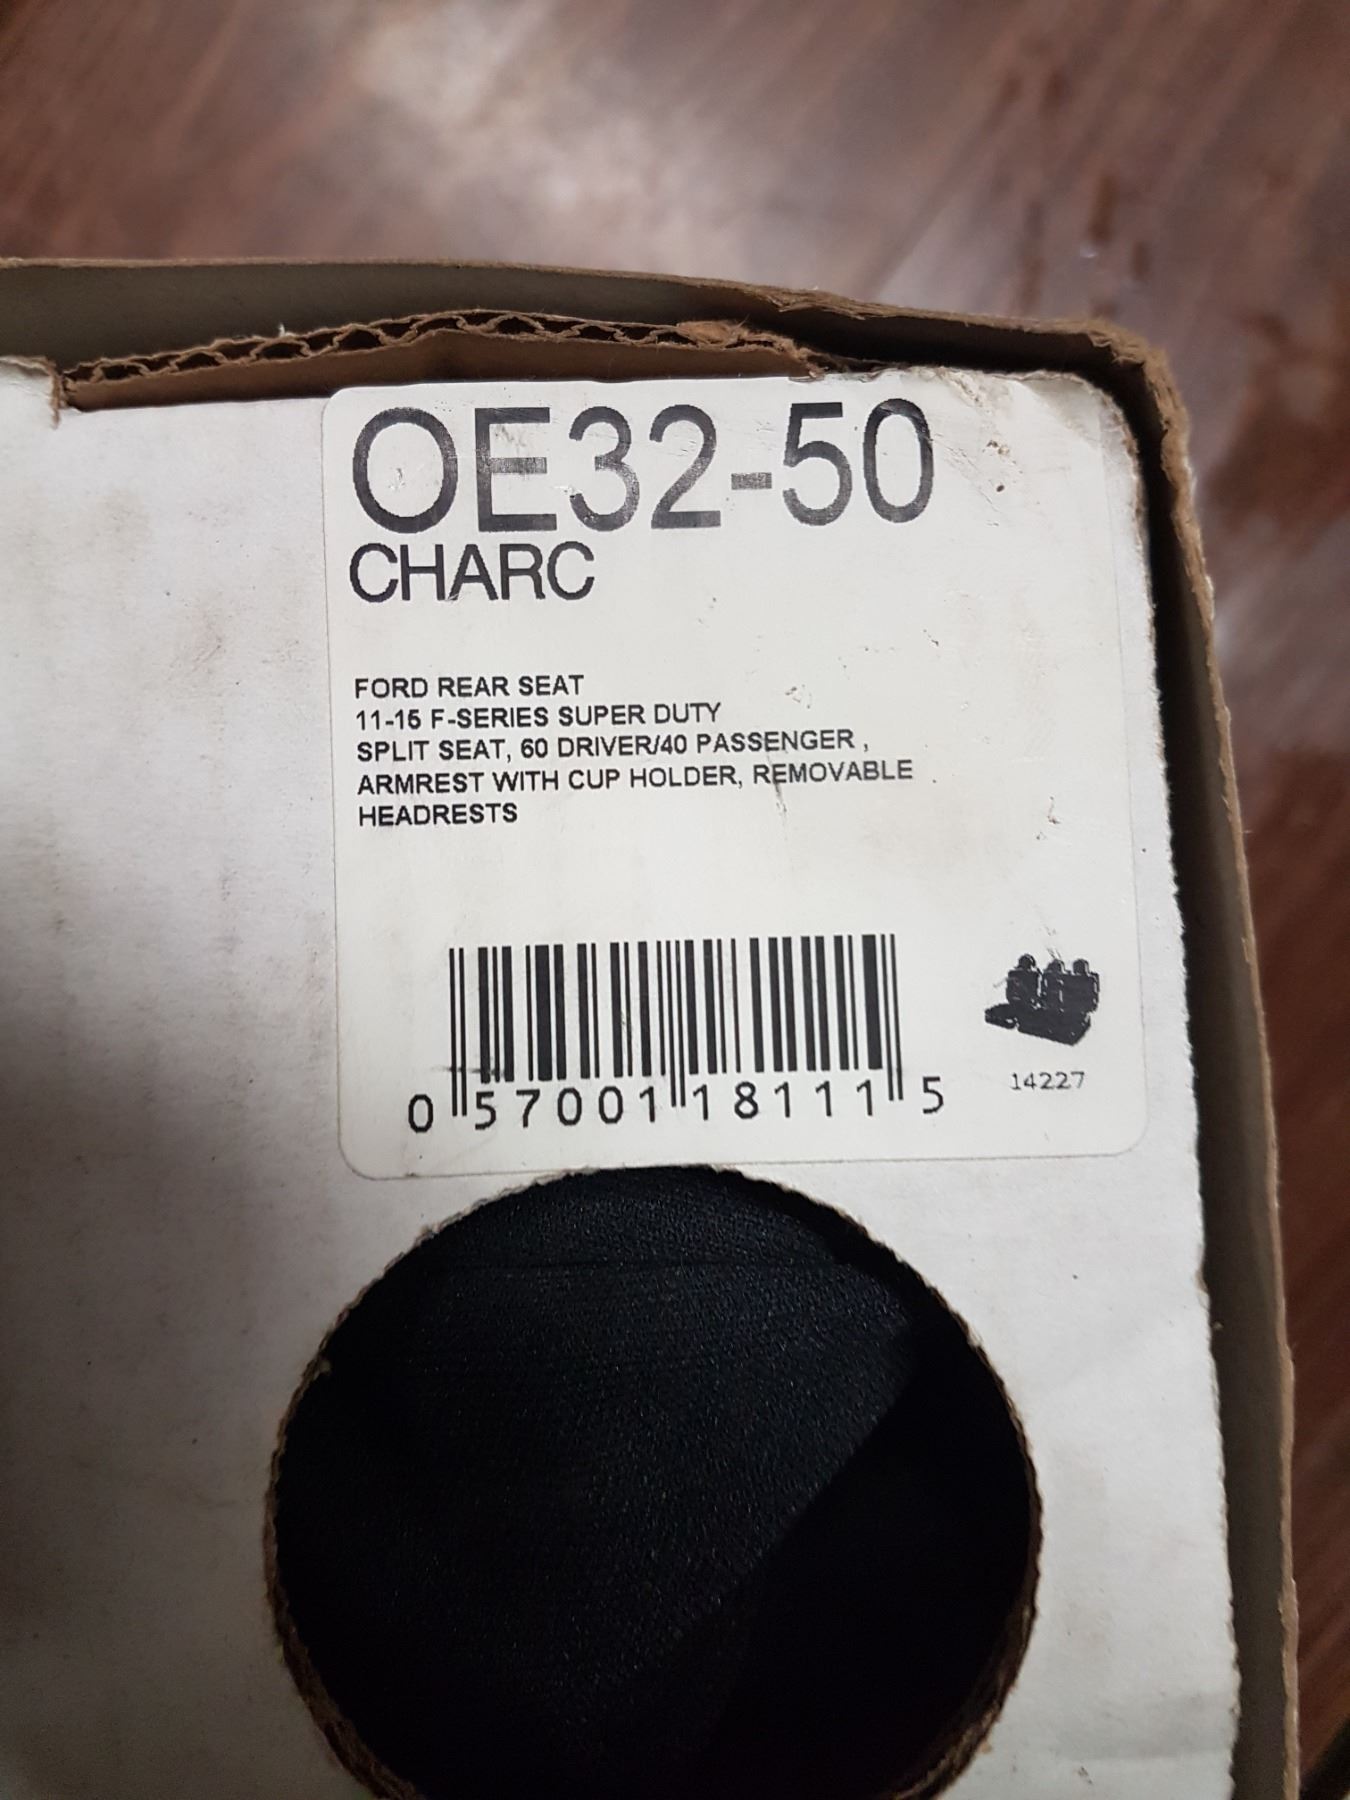 OE32-50
CHARC
FORD REAR SEAT
11-15 F-SERIES SUPER DUTY
SPLIT SEAT, 60 DRIVER/40 PASSENGER ,
ARMREST WITH CUP HOLDER, REMOVABLE
HEADRESTS
0 57001 18111 5
14227